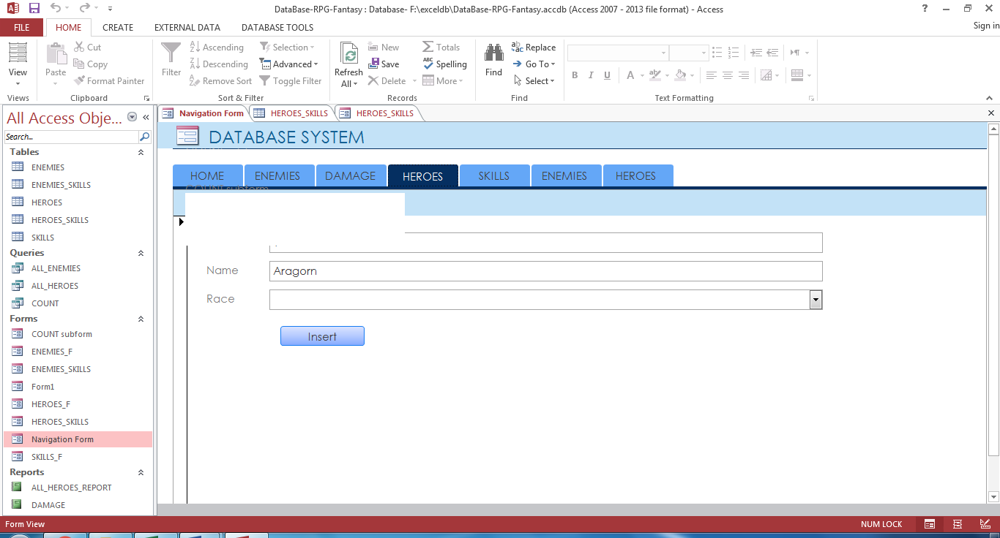 DataBase-RPG-Fantasy : Database- F:\exceldb\DataBase-RPG-Fantasy.accdb (Access 2007 - 2013 file format) - Access
FILE HOME CREATE EXTERNAL DATA DATABASE TOOLS Sign in
View
Views
Paste
Cut
Copy
Format Painter
Clipboard
Filter
Ascending
Descending
Remove Sort
Selection
Advanced
Toggle Filter
Sort & Filter
Refresh All
New
Save
Delete
Totals
Spelling
More
Records
Find
Replace
Go To
Select
Find
B I U A
Text Formatting
All Access Obje...
Search...
Tables
ENEMIES
ENEMIES_SKILLS
HEROES
HEROES_SKILLS
SKILLS
Queries
ALL_ENEMIES
ALL_HEROES
COUNT
Forms
COUNT subform
ENEMIES_F
ENEMIES_SKILLS
Form1
HEROES_F
HEROES_SKILLS
Navigation Form
SKILLS_F
Reports
ALL_HEROES_REPORT
DAMAGE
Navigation Form HEROES_SKILLS HEROES_SKILLS
DATABASE SYSTEM
HOME ENEMIES DAMAGE HEROES SKILLS ENEMIES HEROES
COUNT subform
Name Aragorn
Race
Insert
Form View NUM LOCK